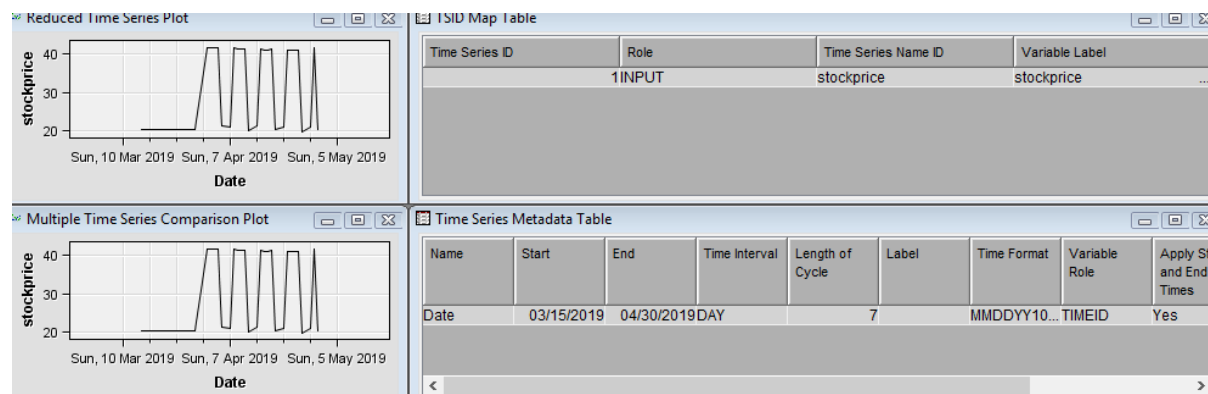 Reduced Time Series Plot
stockprice
40
30
20
Sun, 10 Mar 2019 Sun, 7 Apr 2019 Sun, 5 May 2019
Date
TSID Map Table
Time Series ID Role Time Series Name ID Variable Label
1 INPUT stockprice stockprice ...
Multiple Time Series Comparison Plot
stockprice
40
30
20
Sun, 10 Mar 2019 Sun, 7 Apr 2019 Sun, 5 May 2019
Date
Time Series Metadata Table
Name Start End Time Interval Length of Cycle Label Time Format Variable Role Apply St and End Times
Date 03/15/2019 04/30/2019 DAY 7 MMDDYY10... TIMEID Yes